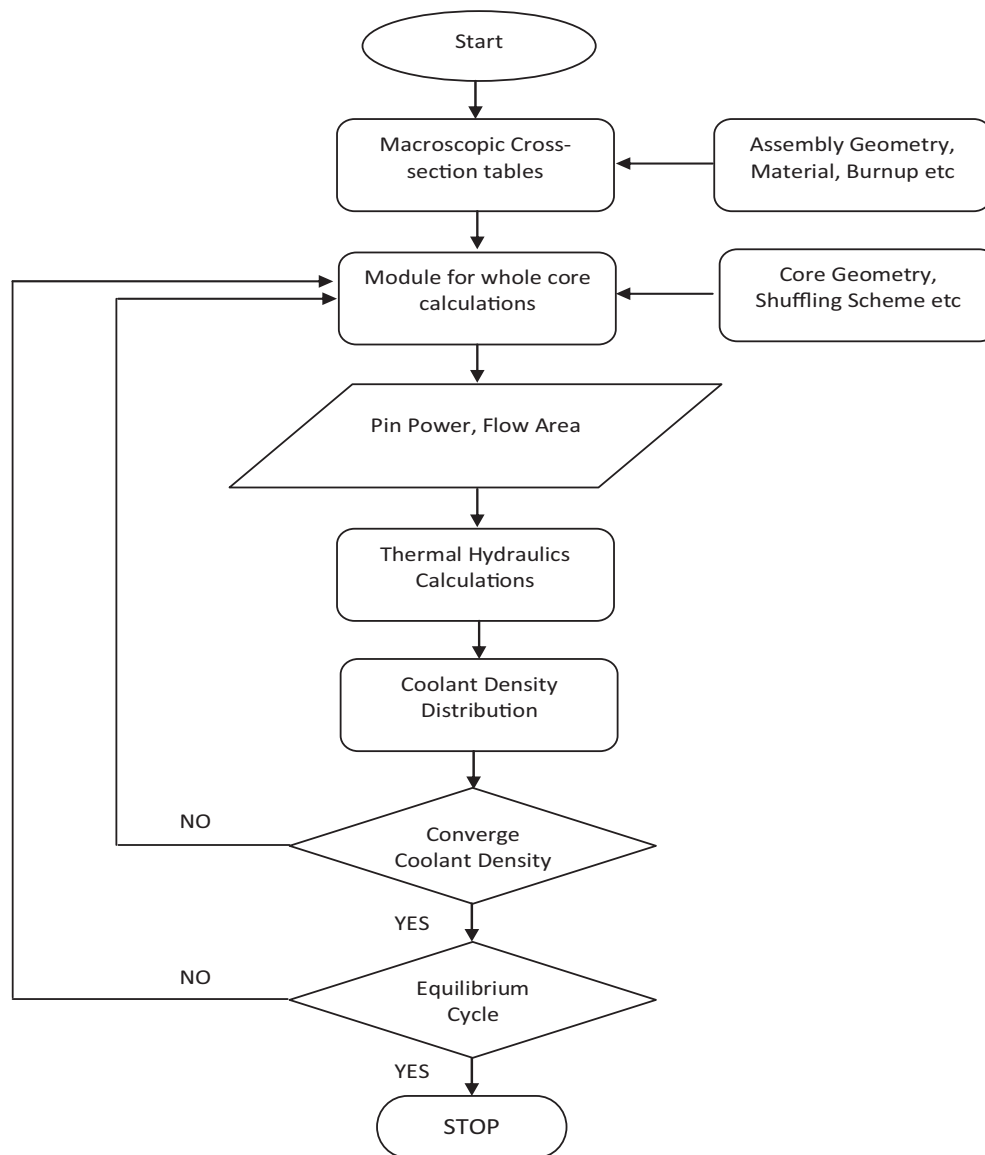 Start
Macroscopic Cross-
section tables
Assembly Geometry,
Material, Burnup etc
Module for whole core
calculations
Core Geometry,
Shuffling Scheme etc
Pin Power, Flow Area
Thermal Hydraulics
Calculations
Coolant Density
Distribution
NO
Converge
Coolant Density
YES
NO
Equilibrium
Cycle
YES
STOP